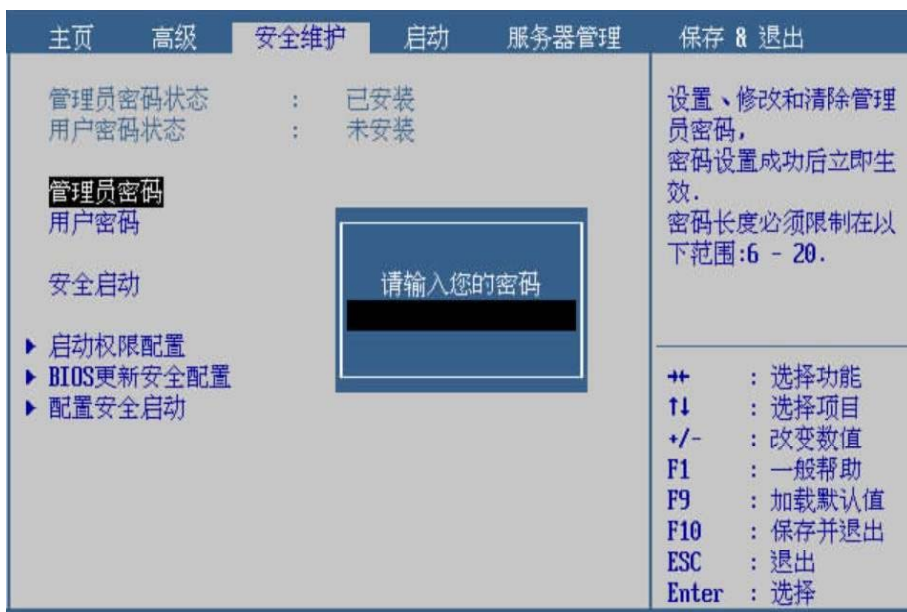 主页 高级 安全维护 启动 服务器管理 保存 & 退出
管理员密码状态 : 已安装
用户密码状态 : 未安装
管理员密码
用户密码
安全启动
启动权限配置
BIOS更新安全配置
配置安全启动
请输入您的密码
设置、修改和清除管理
员密码,
密码设置成功后立即生
效.
密码长度必须限制在以
下范围:6 - 20.
→← : 选择功能
↑↓ : 选择项目
+/- : 改变数值
F1 : 一般帮助
F9 : 加载默认值
F10 : 保存并退出
ESC : 退出
Enter : 选择